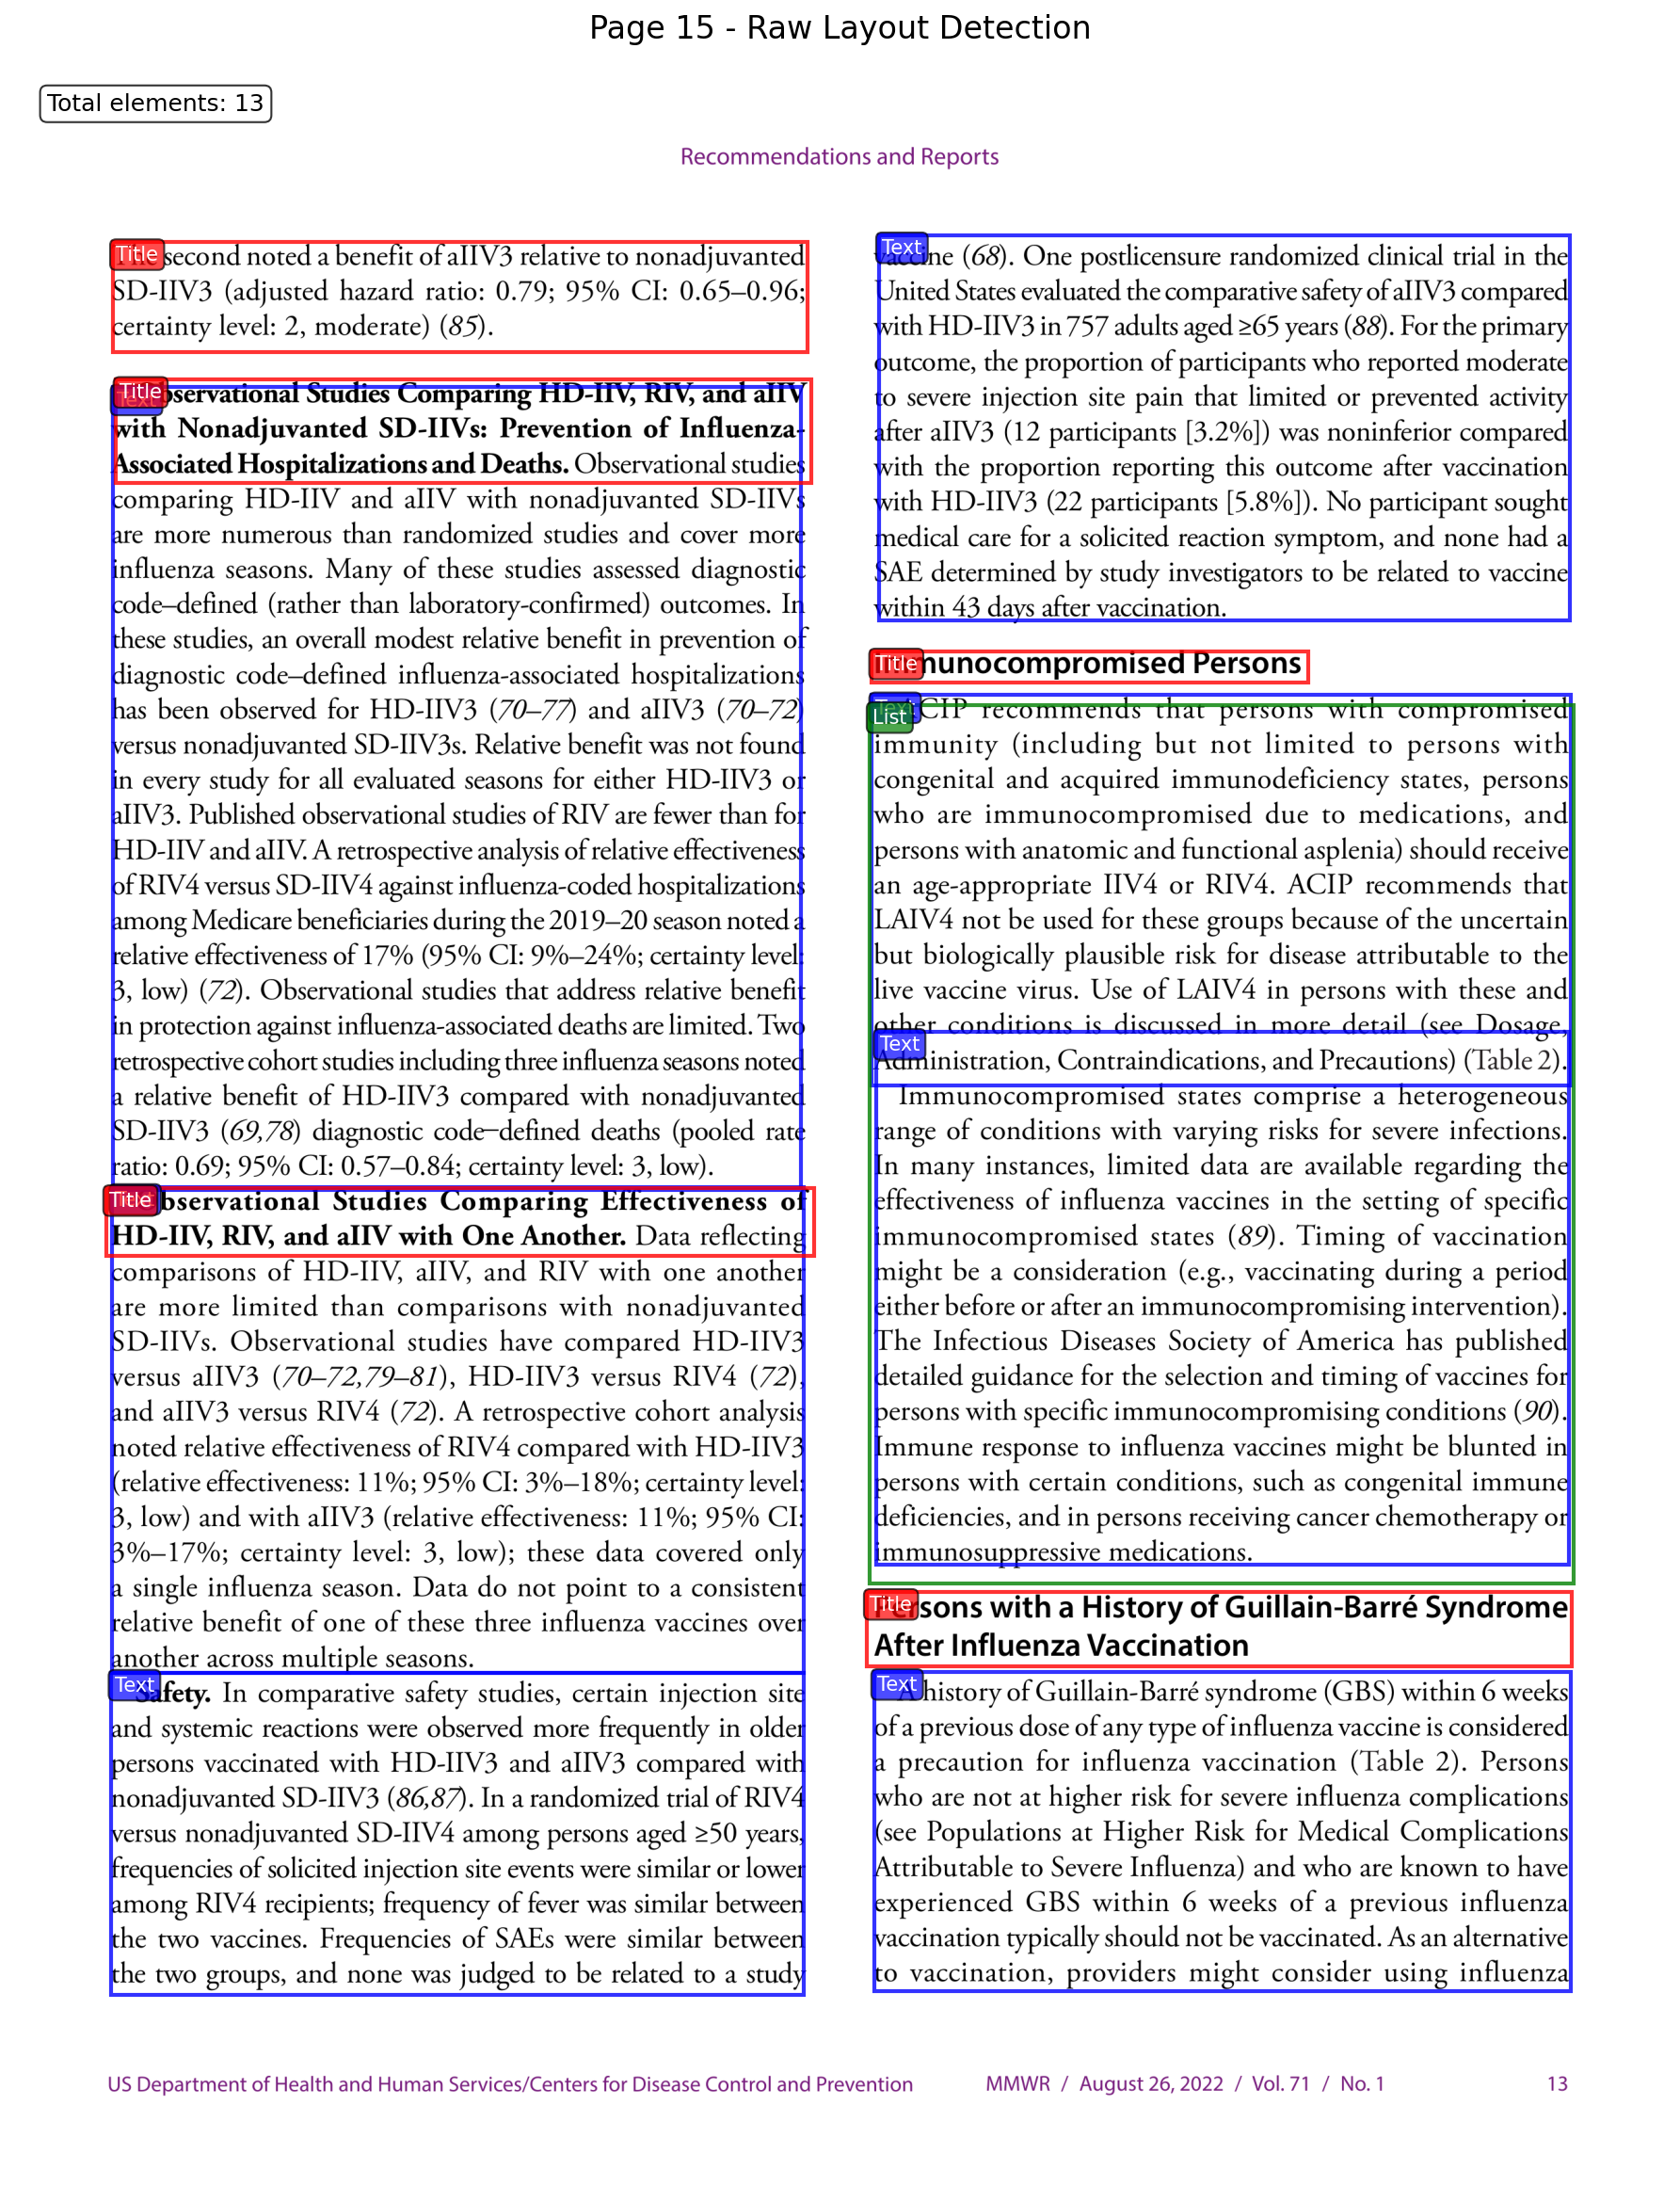 Page 15 - Raw Layout Detection
Total elements: 13
Recommendations and Reports
Title
The second noted a benefit of aIIV3 relative to nonadjuvanted
SD-IIV3 (adjusted hazard ratio: 0.79; 95% CI: 0.65–0.96;
certainty level: 2, moderate) (85).
Title
Text
Observational Studies Comparing HD-IIV, RIV, and aIIV
with Nonadjuvanted SD-IIVs: Prevention of Influenza-
Associated Hospitalizations and Deaths. Observational studies
comparing HD-IIV and aIIV with nonadjuvanted SD-IIVs
are more numerous than randomized studies and cover more
influenza seasons. Many of these studies assessed diagnostic
code–defined (rather than laboratory-confirmed) outcomes. In
these studies, an overall modest relative benefit in prevention of
diagnostic code–defined influenza-associated hospitalizations
has been observed for HD-IIV3 (70–77) and aIIV3 (70–72)
versus nonadjuvanted SD-IIV3s. Relative benefit was not found
in every study for all evaluated seasons for either HD-IIV3 or
aIIV3. Published observational studies of RIV are fewer than for
HD-IIV and aIIV. A retrospective analysis of relative effectiveness
of RIV4 versus SD-IIV4 against influenza-coded hospitalizations
among Medicare beneficiaries during the 2019–20 season noted a
relative effectiveness of 17% (95% CI: 9%–24%; certainty level:
3, low) (72). Observational studies that address relative benefit
in protection against influenza-associated deaths are limited. Two
retrospective cohort studies including three influenza seasons noted
a relative benefit of HD-IIV3 compared with nonadjuvanted
SD-IIV3 (69,78) diagnostic code–defined deaths (pooled rate
ratio: 0.69; 95% CI: 0.57–0.84; certainty level: 3, low).
Title
Observational Studies Comparing Effectiveness of
HD-IIV, RIV, and aIIV with One Another. Data reflecting
comparisons of HD-IIV, aIIV, and RIV with one another
are more limited than comparisons with nonadjuvanted
SD-IIVs. Observational studies have compared HD-IIV3
versus aIIV3 (70–72,79–81), HD-IIV3 versus RIV4 (72),
and aIIV3 versus RIV4 (72). A retrospective cohort analysis
noted relative effectiveness of RIV4 compared with HD-IIV3
(relative effectiveness: 11%; 95% CI: 3%–18%; certainty level:
3, low) and with aIIV3 (relative effectiveness: 11%; 95% CI:
3%–17%; certainty level: 3, low); these data covered only
a single influenza season. Data do not point to a consistent
relative benefit of one of these three influenza vaccines over
another across multiple seasons.
Text
Safety. In comparative safety studies, certain injection site
and systemic reactions were observed more frequently in older
persons vaccinated with HD-IIV3 and aIIV3 compared with
nonadjuvanted SD-IIV3 (86,87). In a randomized trial of RIV4
versus nonadjuvanted SD-IIV4 among persons aged ≥50 years,
frequencies of solicited injection site events were similar or lower
among RIV4 recipients; frequency of fever was similar between
the two vaccines. Frequencies of SAEs were similar between
the two groups, and none was judged to be related to a study
Text
vaccine (68). One postlicensure randomized clinical trial in the
United States evaluated the comparative safety of aIIV3 compared
with HD-IIV3 in 757 adults aged ≥65 years (88). For the primary
outcome, the proportion of participants who reported moderate
to severe injection site pain that limited or prevented activity
after aIIV3 (12 participants [3.2%]) was noninferior compared
with the proportion reporting this outcome after vaccination
with HD-IIV3 (22 participants [5.8%]). No participant sought
medical care for a solicited reaction symptom, and none had a
SAE determined by study investigators to be related to vaccine
within 43 days after vaccination.
Title
Immunocompromised Persons
Text
List
ACIP recommends that persons with compromised
immunity (including but not limited to persons with
congenital and acquired immunodeficiency states, persons
who are immunocompromised due to medications, and
persons with anatomic and functional asplenia) should receive
an age-appropriate IIV4 or RIV4. ACIP recommends that
LAIV4 not be used for these groups because of the uncertain
but biologically plausible risk for disease attributable to the
live vaccine virus. Use of LAIV4 in persons with these and
other conditions is discussed in more detail (see Dosage,
Text
Administration, Contraindications, and Precautions) (Table 2).
Immunocompromised states comprise a heterogeneous
range of conditions with varying risks for severe infections.
In many instances, limited data are available regarding the
effectiveness of influenza vaccines in the setting of specific
immunocompromised states (89). Timing of vaccination
might be a consideration (e.g., vaccinating during a period
either before or after an immunocompromising intervention).
The Infectious Diseases Society of America has published
detailed guidance for the selection and timing of vaccines for
persons with specific immunocompromising conditions (90).
Immune response to influenza vaccines might be blunted in
persons with certain conditions, such as congenital immune
deficiencies, and in persons receiving cancer chemotherapy or
immunosuppressive medications.
Title
Persons with a History of Guillain-Barré Syndrome
After Influenza Vaccination
Text
A history of Guillain-Barré syndrome (GBS) within 6 weeks
of a previous dose of any type of influenza vaccine is considered
a precaution for influenza vaccination (Table 2). Persons
who are not at higher risk for severe influenza complications
(see Populations at Higher Risk for Medical Complications
Attributable to Severe Influenza) and who are known to have
experienced GBS within 6 weeks of a previous influenza
vaccination typically should not be vaccinated. As an alternative
to vaccination, providers might consider using influenza
US Department of Health and Human Services/Centers for Disease Control and Prevention MMWR / August 26, 2022 / Vol. 71 / No. 1 13